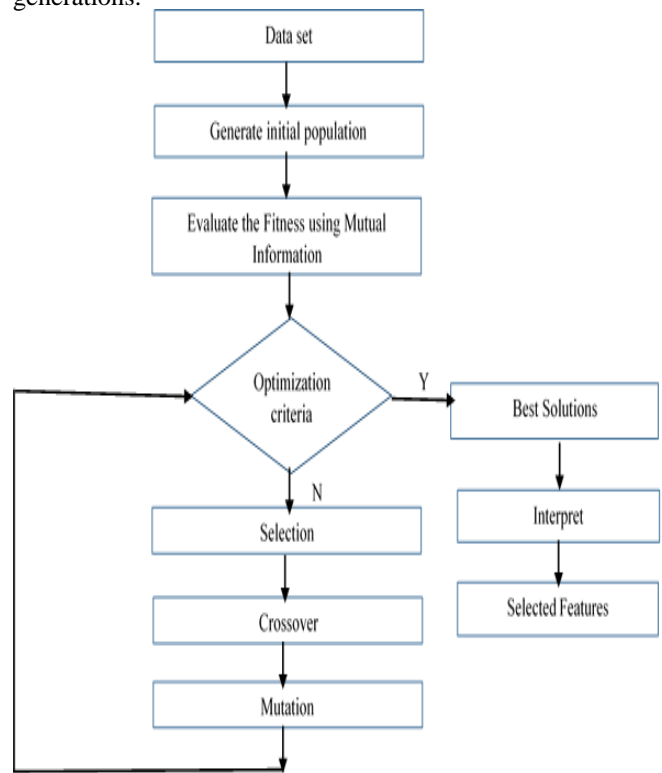 generations.
Data set
Generate initial population
Evaluate the Fitness using Mutual
Information
Optimization
criteria
Y
Best Solutions
N
Interpret
Selection
Selected Features
Crossover
Mutation